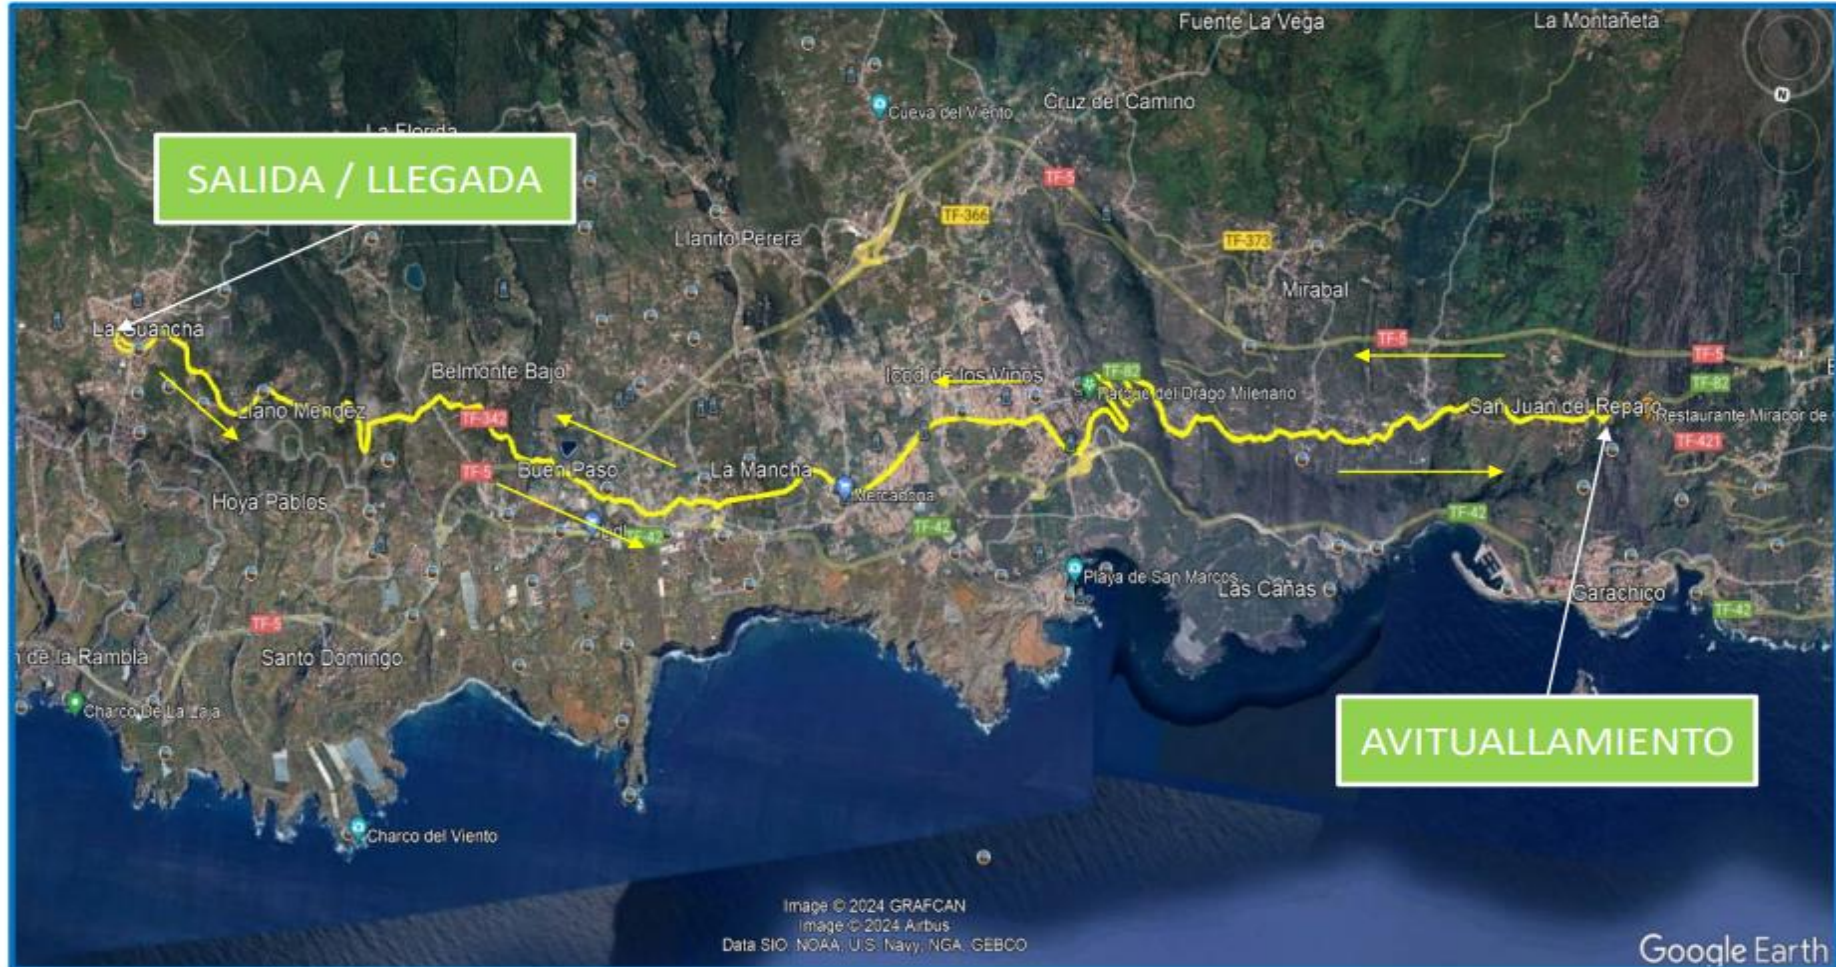 Fuente La Vega
La Montañeta
Cueva del Viento
Cruz del Camino
La Florida
SALIDA / LLEGADA
TF-5
TF-366
Llanito Perera
TF-373
Mirabal
La Guancha
TF-5
TF-5
Belmonte Bajo
Icod de los Vinos
TF-82
TF-82
Parque del Drago Milenario
Llano Mendez
TF-342
San Juan del Reparo
Restaurante Mirador de
TF-421
TF-5
Buen Paso
La Mancha
Hoya Pablos
Mercadona
TF-42
TF-42
TF-42
Playa de San Marcos
Las Cañas
Garachico
TF-42
TF-5
n de la Rambla
Santo Domingo
Charco De La Laja
AVITUALLAMIENTO
Charco del Viento
Image © 2024 GRAFCAN
Image © 2024 Airbus
Data SIO, NOAA, U.S. Navy, NGA, GEBCO
Google Earth
N